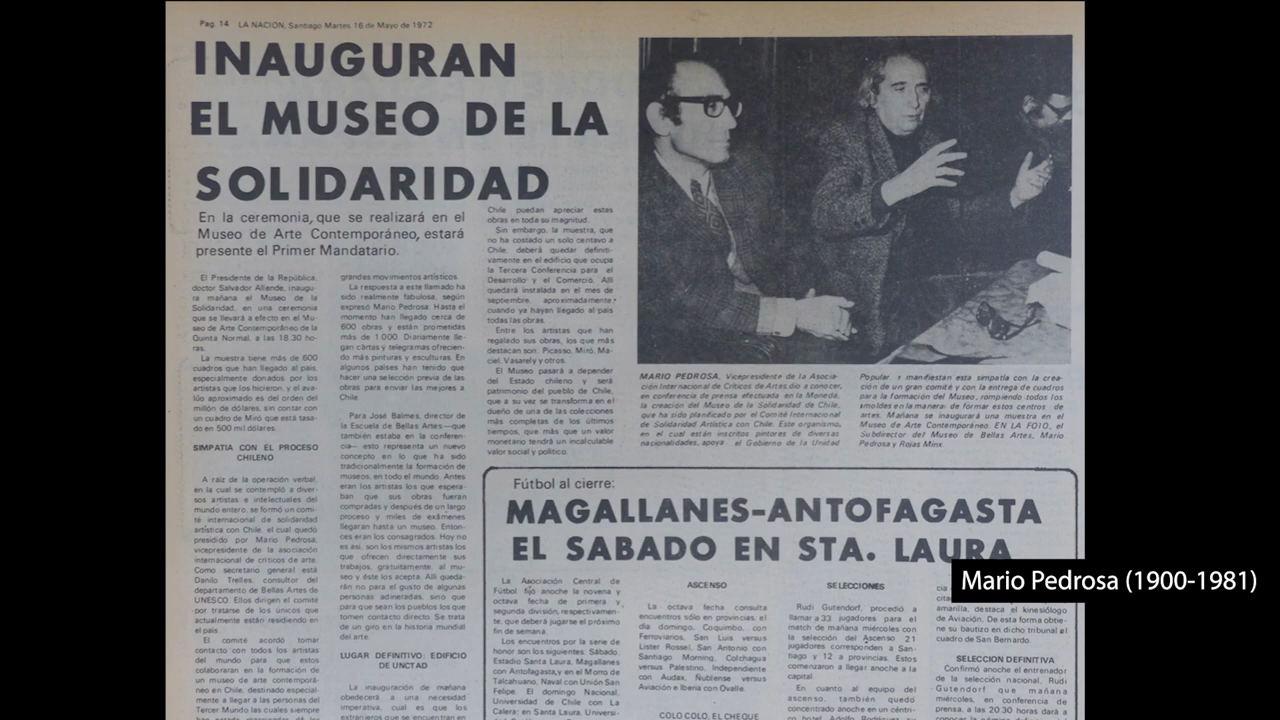 Pag. 14 LA NACION, Santiago Martes 16 de Mayo de 1972
INAUGURAN
EL MUSEO DE LA
SOLIDARIDAD
En la ceremonia, que se realizará en el
Museo de Arte Contemporáneo, estará
presente el Primer Mandatario.
El Presidente de la República,
doctor Salvador Allende, inaugu-
ra mañana el Museo de la
Solidaridad, en una ceremonia
que se llevará a efecto en el Mu-
seo de Arte Contemporáneo de la
Quinta Normal, a las 18.30 ho-
ras.
La muestra tiene más de 600
cuadros que han llegado al país,
especialmente donados por los
artistas que los hicieron, y el ava-
lúo aproximado es del orden del
millón de dólares, sin contar con
un cuadro de Miró que está tasa-
do en 500 mil dólares.
SIMPATIA CON EL PROCESO
CHILENO
A raíz de la operación verbal,
en la cual se contempló a diver-
sos artistas e intelectuales del
mundo entero, se formó un comi-
té internacional de solidaridad
artística con Chile, el cual quedó
presidido por Mario Pedrosa,
vicepresidente de la asociación
internacional de críticos de arte.
Como secretario general está
Danilo Trelles, consultor del
departamento de Bellas Artes de
UNESCO. Ellos dirigen el comité
por tratarse de los únicos que
actualmente están residiendo en
el país.
El comité acordó tomar
contacto con todos los artistas
del mundo para que estos
colaboraran en la formación de
un museo de arte contemporá-
neo en Chile, destinado especial-
mente a llegar a las personas del
Tercer Mundo las cuales siempre
grandes movimientos artísticos.
La respuesta a este llamado ha
sido realmente fabulosa, según
expresó Mario Pedrosa. Hasta el
momento han llegado cerca de
600 obras y están prometidas
más de 1.000. Diariamente lle-
gan cartas y telegramas ofrecien-
do más pinturas y esculturas. En
algunos países han tenido que
hacer una selección previa de las
obras para enviar las mejores a
Chile.
Para José Balmes, director de
la Escuela de Bellas Artes —que
también estaba en la conferen-
cia— esto representa un nuevo
concepto en lo que ha sido
tradicionalmente la formación de
museos, en todo el mundo. Antes
eran los artistas los que espera-
ban que sus obras fueran
compradas y después de un largo
proceso y miles de exámenes
llegaran hasta un museo. Enton-
ces eran los consagrados. Hoy no
es así, son los mismos artistas los
que ofrecen directamente sus
trabajos, gratuitamente, al mu-
seo y éste los acepta. Allí queda-
rán no para el gusto de algunas
personas adineradas, sino que
para que sean los pueblos los que
tomen contacto directo. Se trata
de un giro en la historia mundial
del arte.
LUGAR DEFINITIVO: EDIFICIO
DE UNCTAD
La inauguración de mañana
obedecerá a una necesidad
imperativa, cual es que los
extranjeros que se encuentran en
Chile puedan apreciar estas
obras en toda su magnitud.
Sin embargo, la muestra, que
no ha costado un solo centavo a
Chile, deberá quedar definiti-
vamente en el edificio que ocupa
la Tercera Conferencia para el
Desarrollo y el Comercio. Allí
quedará instalada en el mes de
septiembre, aproximadamente,
cuando ya hayan llegado al país
todas las obras.
Entre los artistas que han
regalado sus obras, los que más
destacan son: Picasso, Miró, Ma-
ciel, Vasarely y otros.
El Museo pasará a depender
del Estado chileno y será
patrimonio del pueblo de Chile,
que a su vez se transforma en el
dueño de una de las colecciones
más completas de los últimos
tiempos, que más que un valor
monetario tendrá un incalculable
valor social y político.
MARIO PEDROSA, Vicepresidente de la Asocia-
ción Internacional de Críticos de Artes dio a conocer,
en conferencia de prensa efectuada en la Moneda,
la creación del Museo de la Solidaridad de Chile,
que ha sido planificado por el Comité Internacional
de Solidaridad Artística con Chile. Este organismo,
en el cual están inscritos pintores de diversas
nacionalidades, apoya el Gobierno de la Unidad
Popular y manifiestan esta simpatía con la crea-
ción de un gran comité y con la entrega de cuadros
para la formación del Museo, rompiendo todos los
moldes en la manera de formar estos centros de
artes. Mañana se inaugurará una muestra en el
Museo de Arte Contemporáneo. EN LA FOTO, el
Subdirector del Museo de Bellas Artes, Mario
Pedrosa y Rojas Minx.
Fútbol al cierre:
MAGALLANES-ANTOFAGASTA
EL SABADO EN STA. LAURA
La Asociación Central de
Fútbol fijó anoche la novena y
octava fecha de primera y
segunda división, respectivamen-
te, que deberá jugarse el próximo
fin de semana.
Los encuentros por la serie de
honor son los siguientes: Sábado,
Estadio Santa Laura, Magallanes
con Antofagasta, y en el Morro de
Talcahuano, Naval con Unión San
Felipe. El domingo Nacional,
Universidad de Chile con La
Calera; en Santa Laura, Universi-
ASCENSO
La octava fecha consulta
encuentros sólo en provincias, el
día domingo. Coquimbo, con
Ferroviarios, San Luis versus
Lister Rossel, San Antonio con
Santiago Morning, Colchagua
versus Palestino, Independiente
con Audax, Ñublense versus
Aviación e Iberia con Ovalle.
COLO COLO, EL CHEQUE
SELECCIONES
Rudi Gutendorf, procedió a
llamar a 33 jugadores para el
match de mañana miércoles con
la selección del Ascenso 21
jugadores corresponden a San-
tiago y 12 a provincias. Estos
comenzaron a llegar anoche a la
capital.
En cuanto al equipo del
ascenso, también quedó
concentrado anoche en un céntri-
amarilla, destaca el kinesiólogo
de Aviación. De esta forma obtie-
ne su bautizo en dicho tribunal el
cuadro de San Bernardo.
SELECCION DEFINITIVA
Confirmó anoche el entrenador
de la selección nacional, Rudi
Gutendorf que mañana
miércoles, en conferencia de
prensa, a las 20.30 horas dará a
Mario Pedrosa (1900-1981)